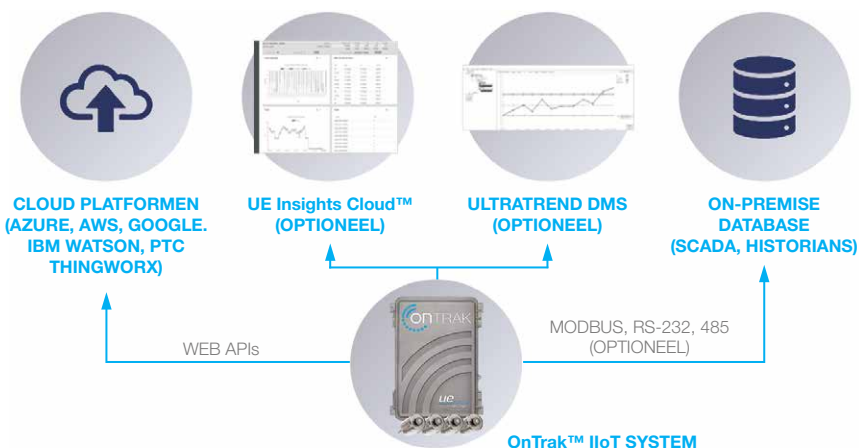 CLOUD PLATFORMEN
(AZURE, AWS, GOOGLE.
IBM WATSON, PTC
THINGWORX)
UE Insights Cloud™
(OPTIONEEL)
ULTRATREND DMS
(OPTIONEEL)
ON-PREMISE
DATABASE
(SCADA, HISTORIANS)
WEB APIs
onTRAK
ue
MODBUS, RS-232, 485
(OPTIONEEL)
OnTrak™ IIoT SYSTEM